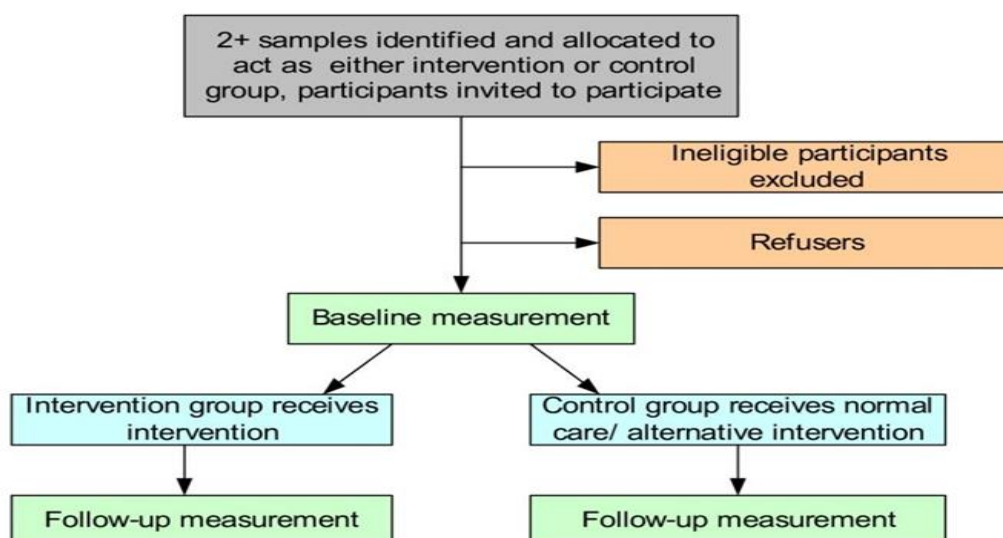 2+ samples identified and allocated to
act as either intervention or control
group, participants invited to participate
Ineligible participants
excluded
Refusers
Baseline measurement
Intervention group receives
intervention
Control group receives normal
care/ alternative intervention
Follow-up measurement
Follow-up measurement